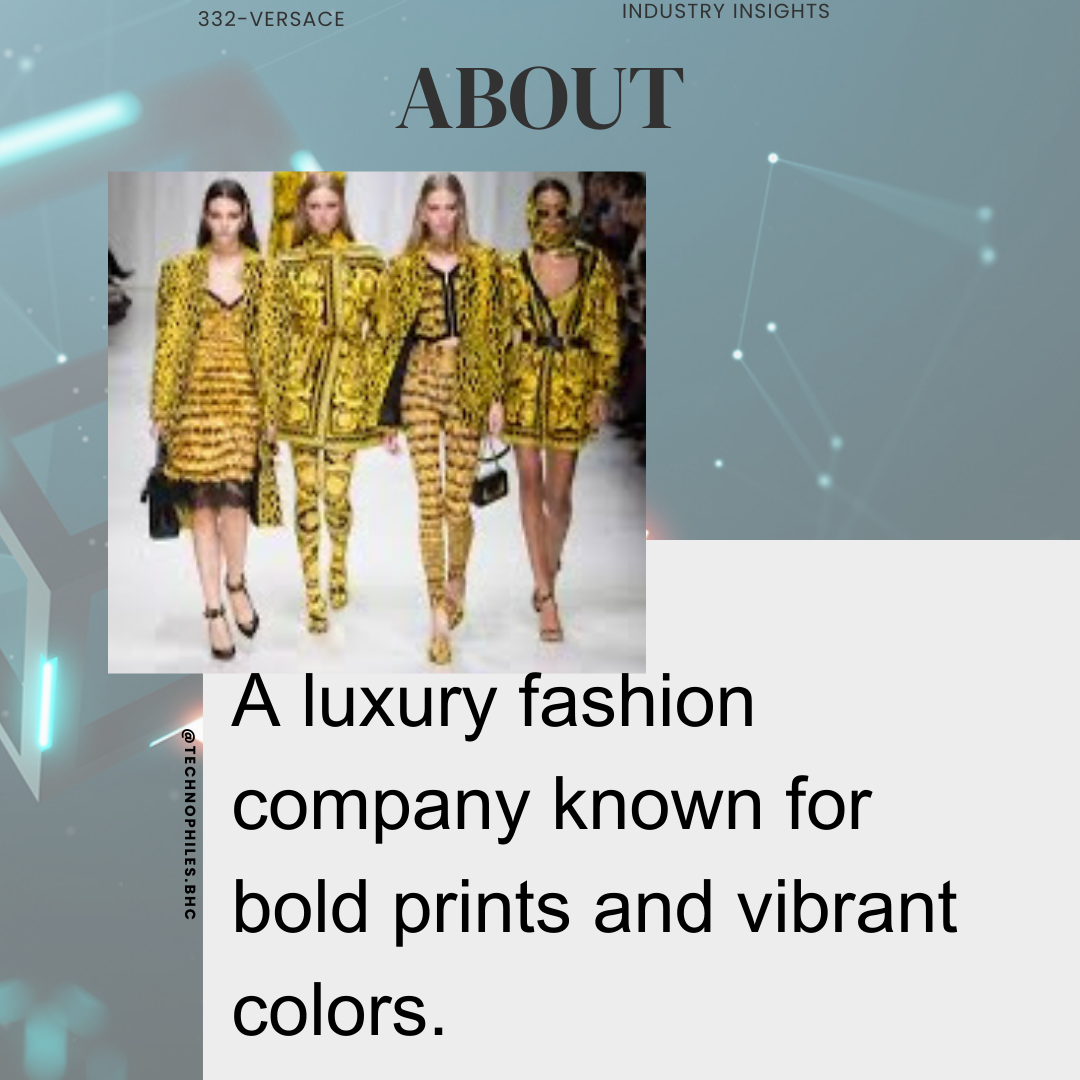 332-VERSACE
INDUSTRY INSIGHTS
ABOUT
A luxury fashion
company known for
bold prints and vibrant
colors.
@TECHNOPHILES.BHC